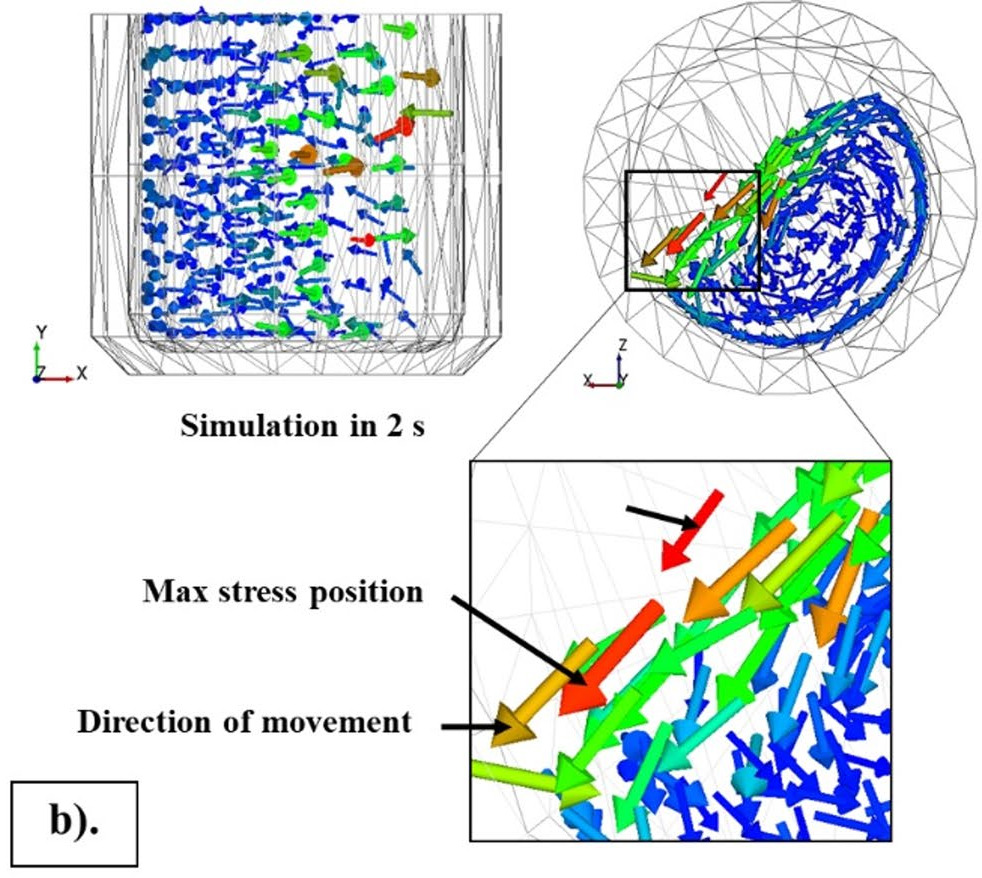 Y
Z X
Z
X Y
Simulation in 2 s
Max stress position
Direction of movement
b).